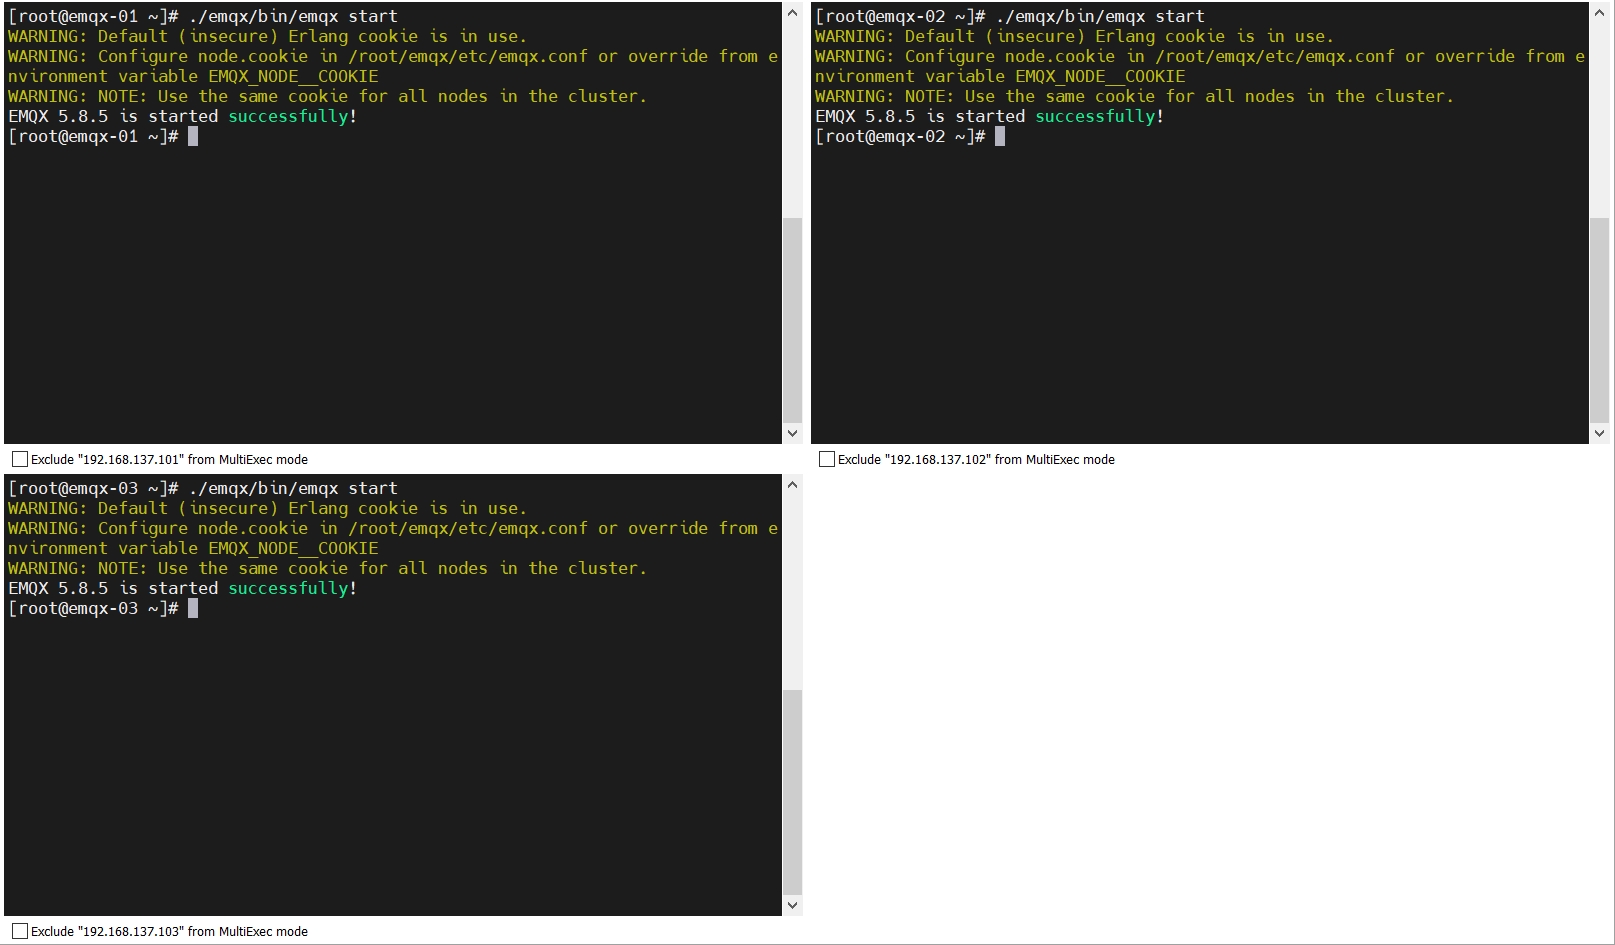 [root@emqx-01 ~]# ./emqx/bin/emqx start
WARNING: Default (insecure) Erlang cookie is in use.
WARNING: Configure node.cookie in /root/emqx/etc/emqx.conf or override from e
nvironment variable EMQX_NODE__COOKIE
WARNING: NOTE: Use the same cookie for all nodes in the cluster.
EMQX 5.8.5 is started successfully!
[root@emqx-01 ~]#
Exclude "192.168.137.101" from MultiExec mode
[root@emqx-02 ~]# ./emqx/bin/emqx start
WARNING: Default (insecure) Erlang cookie is in use.
WARNING: Configure node.cookie in /root/emqx/etc/emqx.conf or override from e
nvironment variable EMQX_NODE__COOKIE
WARNING: NOTE: Use the same cookie for all nodes in the cluster.
EMQX 5.8.5 is started successfully!
[root@emqx-02 ~]#
Exclude "192.168.137.102" from MultiExec mode
[root@emqx-03 ~]# ./emqx/bin/emqx start
WARNING: Default (insecure) Erlang cookie is in use.
WARNING: Configure node.cookie in /root/emqx/etc/emqx.conf or override from e
nvironment variable EMQX_NODE__COOKIE
WARNING: NOTE: Use the same cookie for all nodes in the cluster.
EMQX 5.8.5 is started successfully!
[root@emqx-03 ~]#
Exclude "192.168.137.103" from MultiExec mode